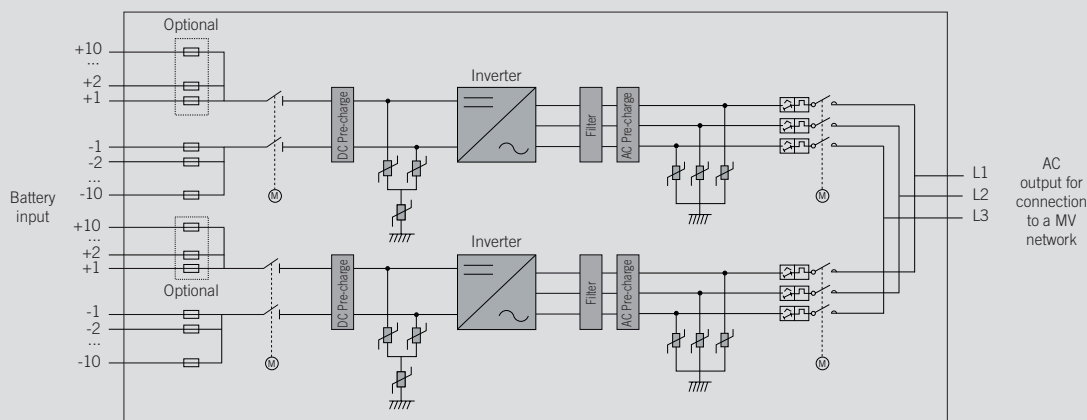 Optional
+10
...
+2
+1
-1
-2
...
-10
Battery
input
+10
...
+2
+1
Optional
-1
-2
...
-10
DC Pre-charge
Inverter
Filter
AC Pre-charge
M
M
DC Pre-charge
Inverter
Filter
AC Pre-charge
M
M
L1
L2
L3
AC
output for
connection
to a MV
network